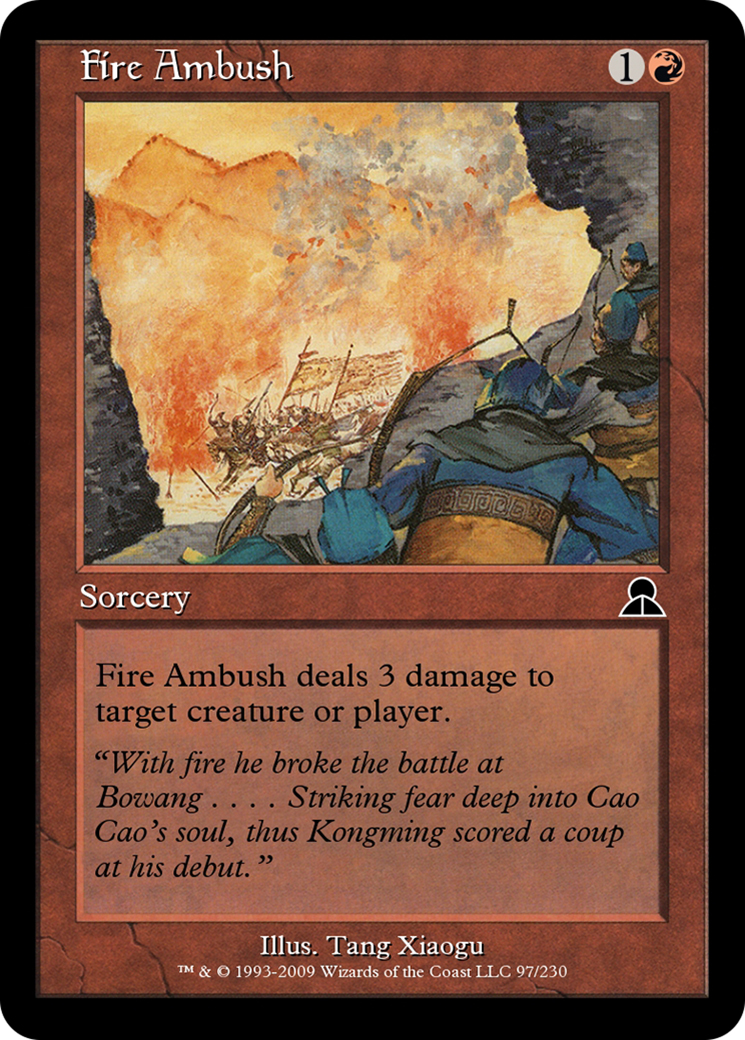 Fire Ambush
1
Sorcery
Fire Ambush deals 3 damage to
target creature or player.
“With fire he broke the battle at
Bowang . . . . Striking fear deep into Cao
Cao’s soul, thus Kongming scored a coup
at his debut.”
Illus. Tang Xiaogu
™ & © 1993-2009 Wizards of the Coast LLC 97/230